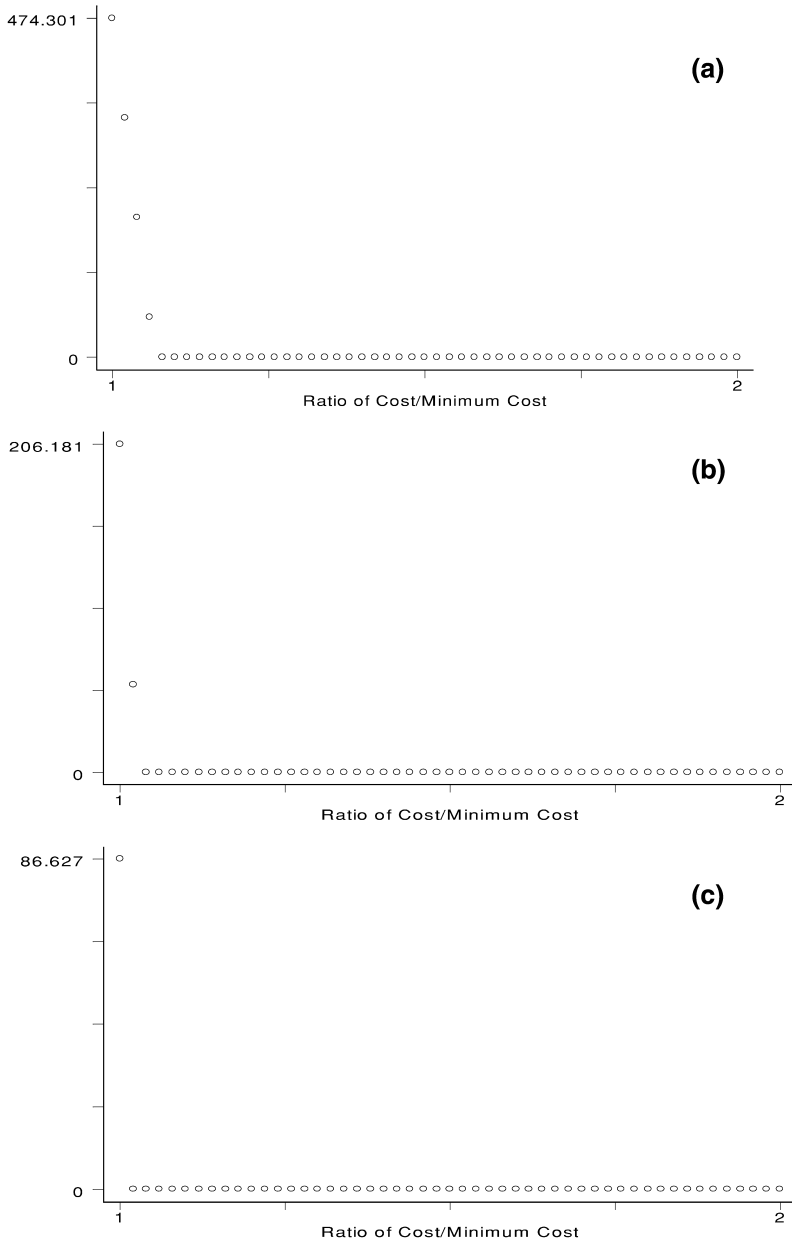 474.301
(a)
0
1 2
Ratio of Cost/Minimum Cost
206.181
(b)
0
1 2
Ratio of Cost/Minimum Cost
86.627
(c)
0
1 2
Ratio of Cost/Minimum Cost